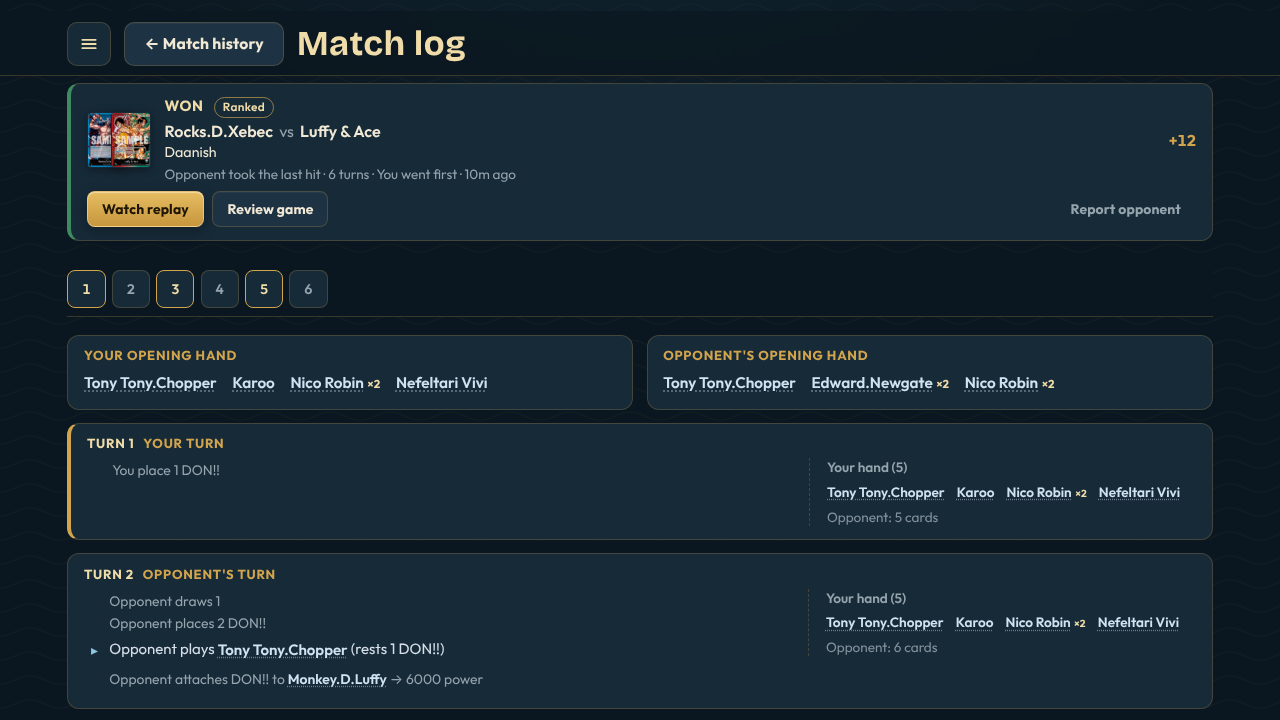 ← Match history
Match log
WON Ranked
Rocks.D.Xebec vs Luffy & Ace
Daanish
Opponent took the last hit · 6 turns · You went first · 10m ago
+12
Watch replay
Review game
Report opponent
1 2 3 4 5 6
YOUR OPENING HAND
Tony Tony.Chopper Karoo Nico Robin ×2 Nefeltari Vivi
OPPONENT'S OPENING HAND
Tony Tony.Chopper Edward.Newgate ×2 Nico Robin ×2
TURN 1 YOUR TURN
You place 1 DON!!
Your hand (5)
Tony Tony.Chopper Karoo Nico Robin ×2 Nefeltari Vivi
Opponent: 5 cards
TURN 2 OPPONENT'S TURN
Opponent draws 1
Opponent places 2 DON!!
▸ Opponent plays Tony Tony.Chopper (rests 1 DON!!)
Opponent attaches DON!! to Monkey.D.Luffy → 6000 power
Your hand (5)
Tony Tony.Chopper Karoo Nico Robin ×2 Nefeltari Vivi
Opponent: 6 cards